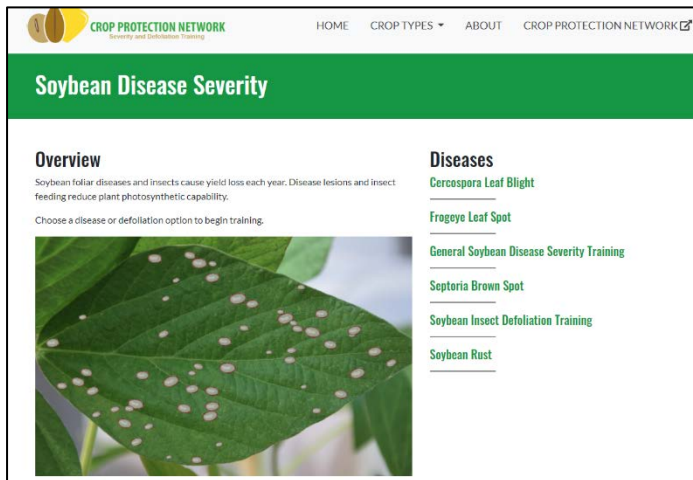 CROP PROTECTION NETWORK
Severity and Defoliation Training
HOME CROP TYPES ABOUT CROP PROTECTION NETWORK
Soybean Disease Severity
Overview
Soybean foliar diseases and insects cause yield loss each year. Disease lesions and insect
feeding reduce plant photosynthetic capability.
Choose a disease or defoliation option to begin training.
Diseases
Cercospora Leaf Blight
Frogeye Leaf Spot
General Soybean Disease Severity Training
Septoria Brown Spot
Soybean Insect Defoliation Training
Soybean Rust